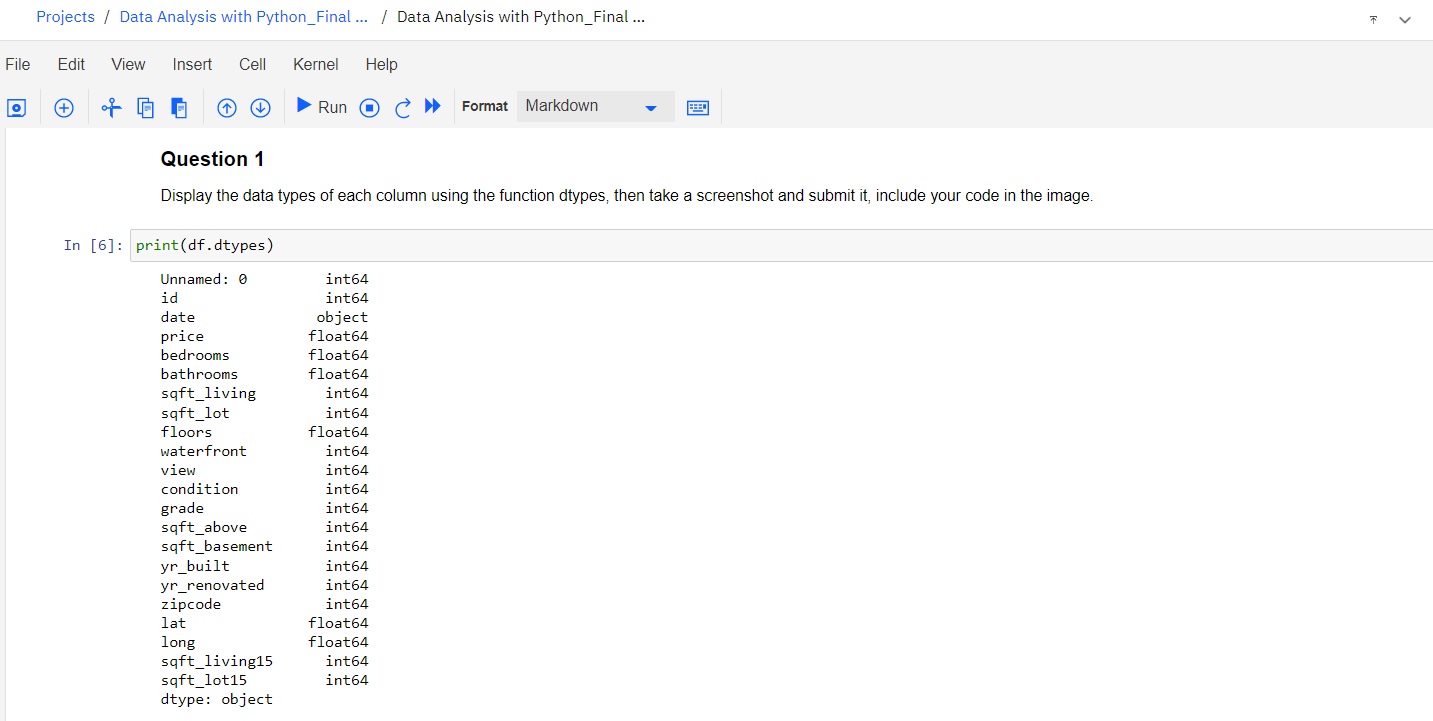 Projects / Data Analysis with Python_Final ... / Data Analysis with Python_Final ...
File Edit View Insert Cell Kernel Help
Run Format Markdown
Question 1
Display the data types of each column using the function dtypes, then take a screenshot and submit it, include your code in the image.
In [6]: print(df.dtypes)
Unnamed: 0 int64
id int64
date object
price float64
bedrooms float64
bathrooms float64
sqft_living int64
sqft_lot int64
floors float64
waterfront int64
view int64
condition int64
grade int64
sqft_above int64
sqft_basement int64
yr_built int64
yr_renovated int64
zipcode int64
lat float64
long float64
sqft_living15 int64
sqft_lot15 int64
dtype: object